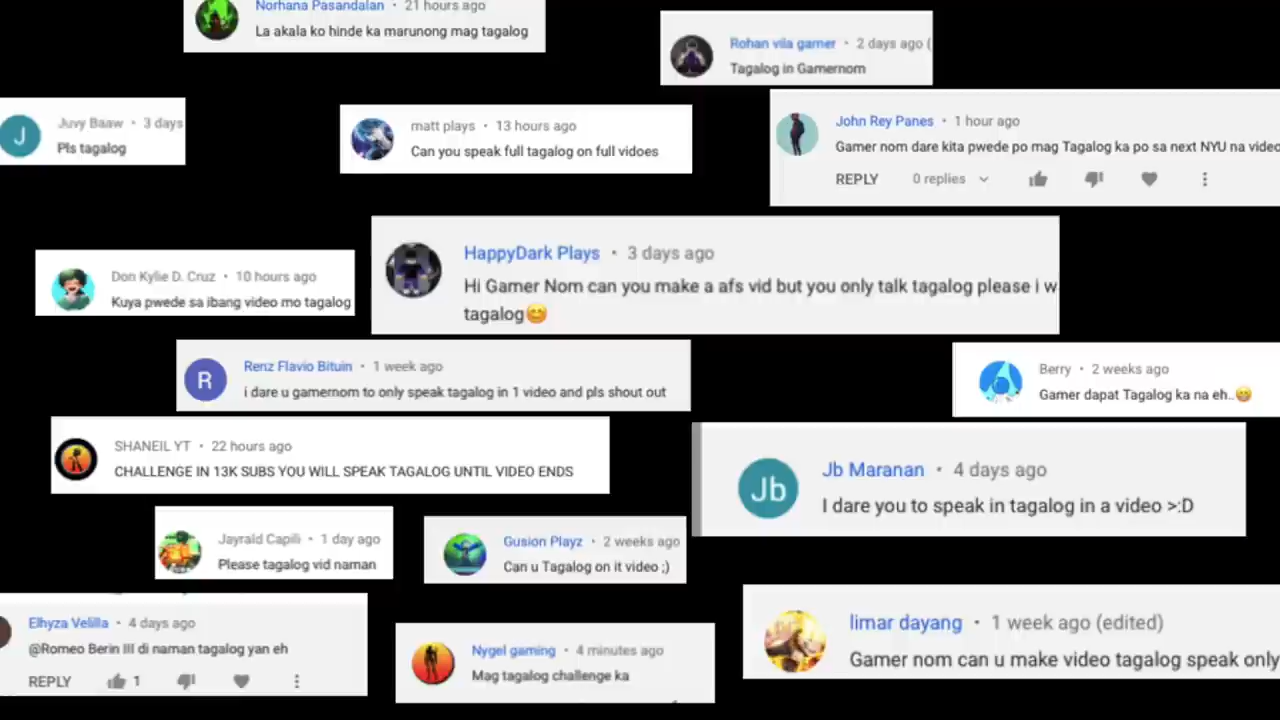 Norhana Pasandalan • 21 hours ago
La akala ko hinde ka marunong mag tagalog
Rohan vila gamer • 2 days ago (
Tagalog in Gamernom
J
Juvy Baaw • 3 days
Pls tagalog
matt plays • 13 hours ago
Can you speak full tagalog on full vidoes
John Rey Panes • 1 hour ago
Gamer nom dare kita pwede po mag Tagalog ka po sa next NYU na video
REPLY 0 replies
Don Kylie D. Cruz • 10 hours ago
Kuya pwede sa ibang video mo tagalog
HappyDark Plays • 3 days ago
Hi Gamer Nom can you make a afs vid but you only talk tagalog please i w
tagalog😊
R
Renz Flavio Bituin • 1 week ago
i dare u gamernom to only speak tagalog in 1 video and pls shout out
Berry • 2 weeks ago
Gamer dapat Tagalog ka na eh..😁
SHANEIL YT • 22 hours ago
CHALLENGE IN 13K SUBS YOU WILL SPEAK TAGALOG UNTIL VIDEO ENDS
Jb
Jb Maranan • 4 days ago
I dare you to speak in tagalog in a video >:D
Jayrald Capili • 1 day ago
Please tagalog vid naman
Gusion Playz • 2 weeks ago
Can u Tagalog on it video ;)
Elhyza Velilla • 4 days ago
@Romeo Berin III di naman tagalog yan eh
REPLY 1
Nygel gaming • 4 minutes ago
Mag tagalog challenge ka
limar dayang • 1 week ago (edited)
Gamer nom can u make video tagalog speak only